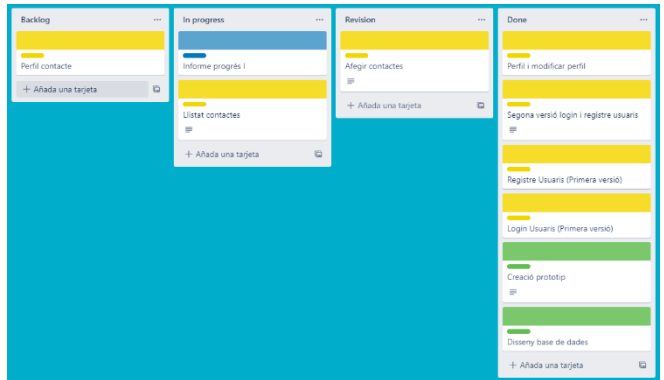 Backlog
Perfil contacte
+ Añada una tarjeta
In progress
Informe progrés I
Llistat contactes
+ Añada una tarjeta
Revision
Afegir contactes
+ Añada una tarjeta
Done
Perfil i modificar perfil
Segona versió login i registre usuaris
Registre Usuaris (Primera versió)
Login Usuaris (Primera versió)
Creació prototip
Disseny base de dades
+ Añada una tarjeta